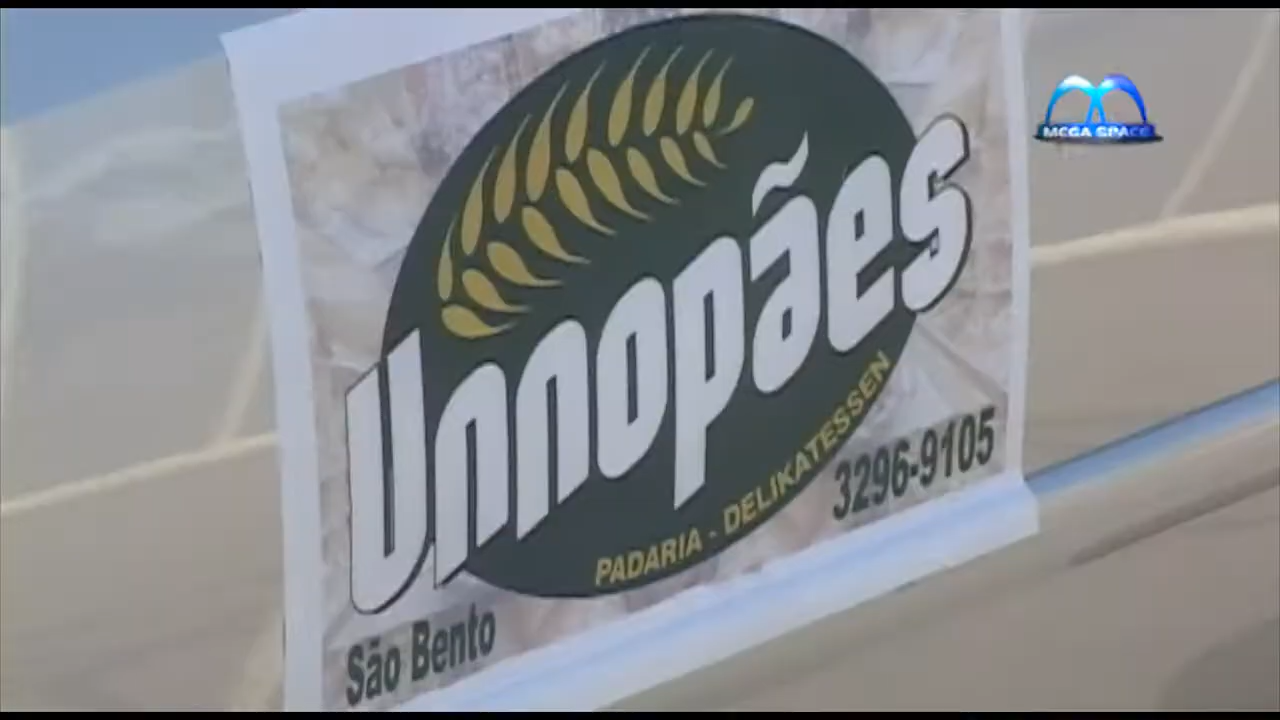 MEGA SPACE
Unnopães
PADARIA - DELIKATESSEN
3296-9105
São Bento